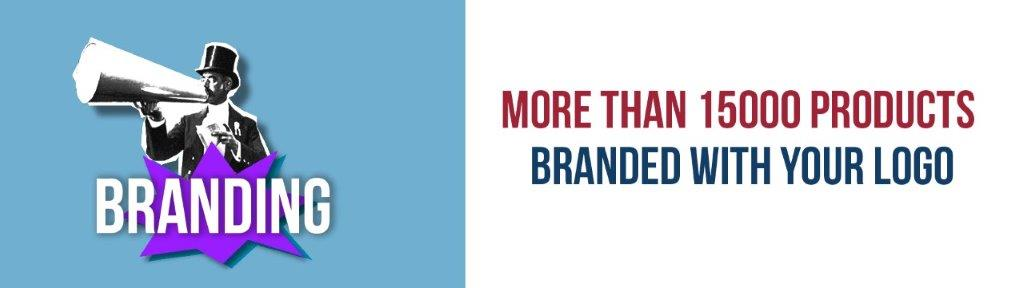 BRANDING
MORE THAN 15000 PRODUCTS
BRANDED WITH YOUR LOGO